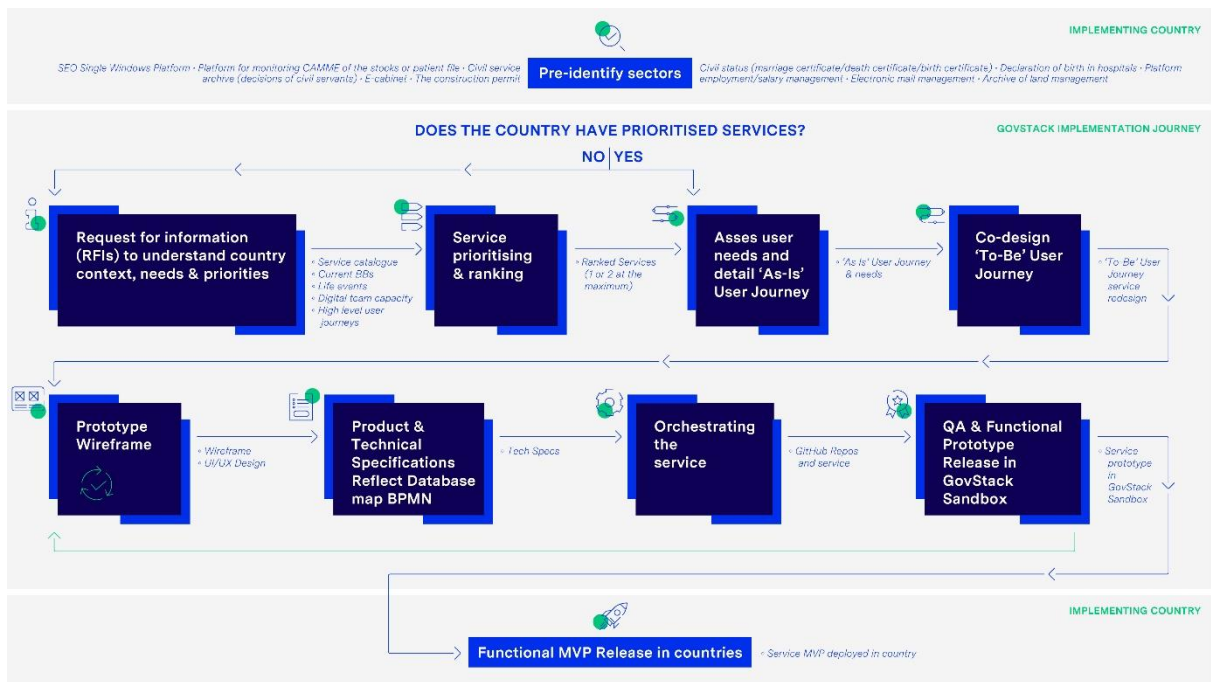 IMPLEMENTING COUNTRY
SEO Single Windows Platform • Platform for monitoring CAMME of the stocks or patient file • Civil service
archive (decisions of civil servants) • E-cabinet • The construction permit
Pre-identify sectors
Civil status (marriage certificate/death certificate/birth certificate) • Declaration of birth in hospitals • Platform
employment/salary management • Electronic mail management • Archive of land management
DOES THE COUNTRY HAVE PRIORITISED SERVICES?
GOVSTACK IMPLEMENTATION JOURNEY
NO | YES
Request for information
(RFIs) to understand country
context, needs & priorities
• Service catalogue
• Current BBs
• Life events
• Digital team capacity
• High level user
journeys
Service
prioritising
& ranking
• Ranked Services
(1 or 2 at the
maximum)
Asses user
needs and
detail ‘As-Is’
User Journey
• ‘As Is’ User Journey
& needs
Co-design
‘To-Be’ User
Journey
• ‘To Be’ User
Journey
service
redesign
Prototype
Wireframe
• Wireframe
• UI/UX Design
Product &
Technical
Specifications
Reflect Database
map BPMN
• Tech Specs
Orchestrating
the
service
• GitHub Repos
and service
QA & Functional
Prototype
Release in
GovStack
Sandbox
• Service
prototype
in
GovStack
Sandbox
IMPLEMENTING COUNTRY
Functional MVP Release in countries
• Service MVP deployed in country